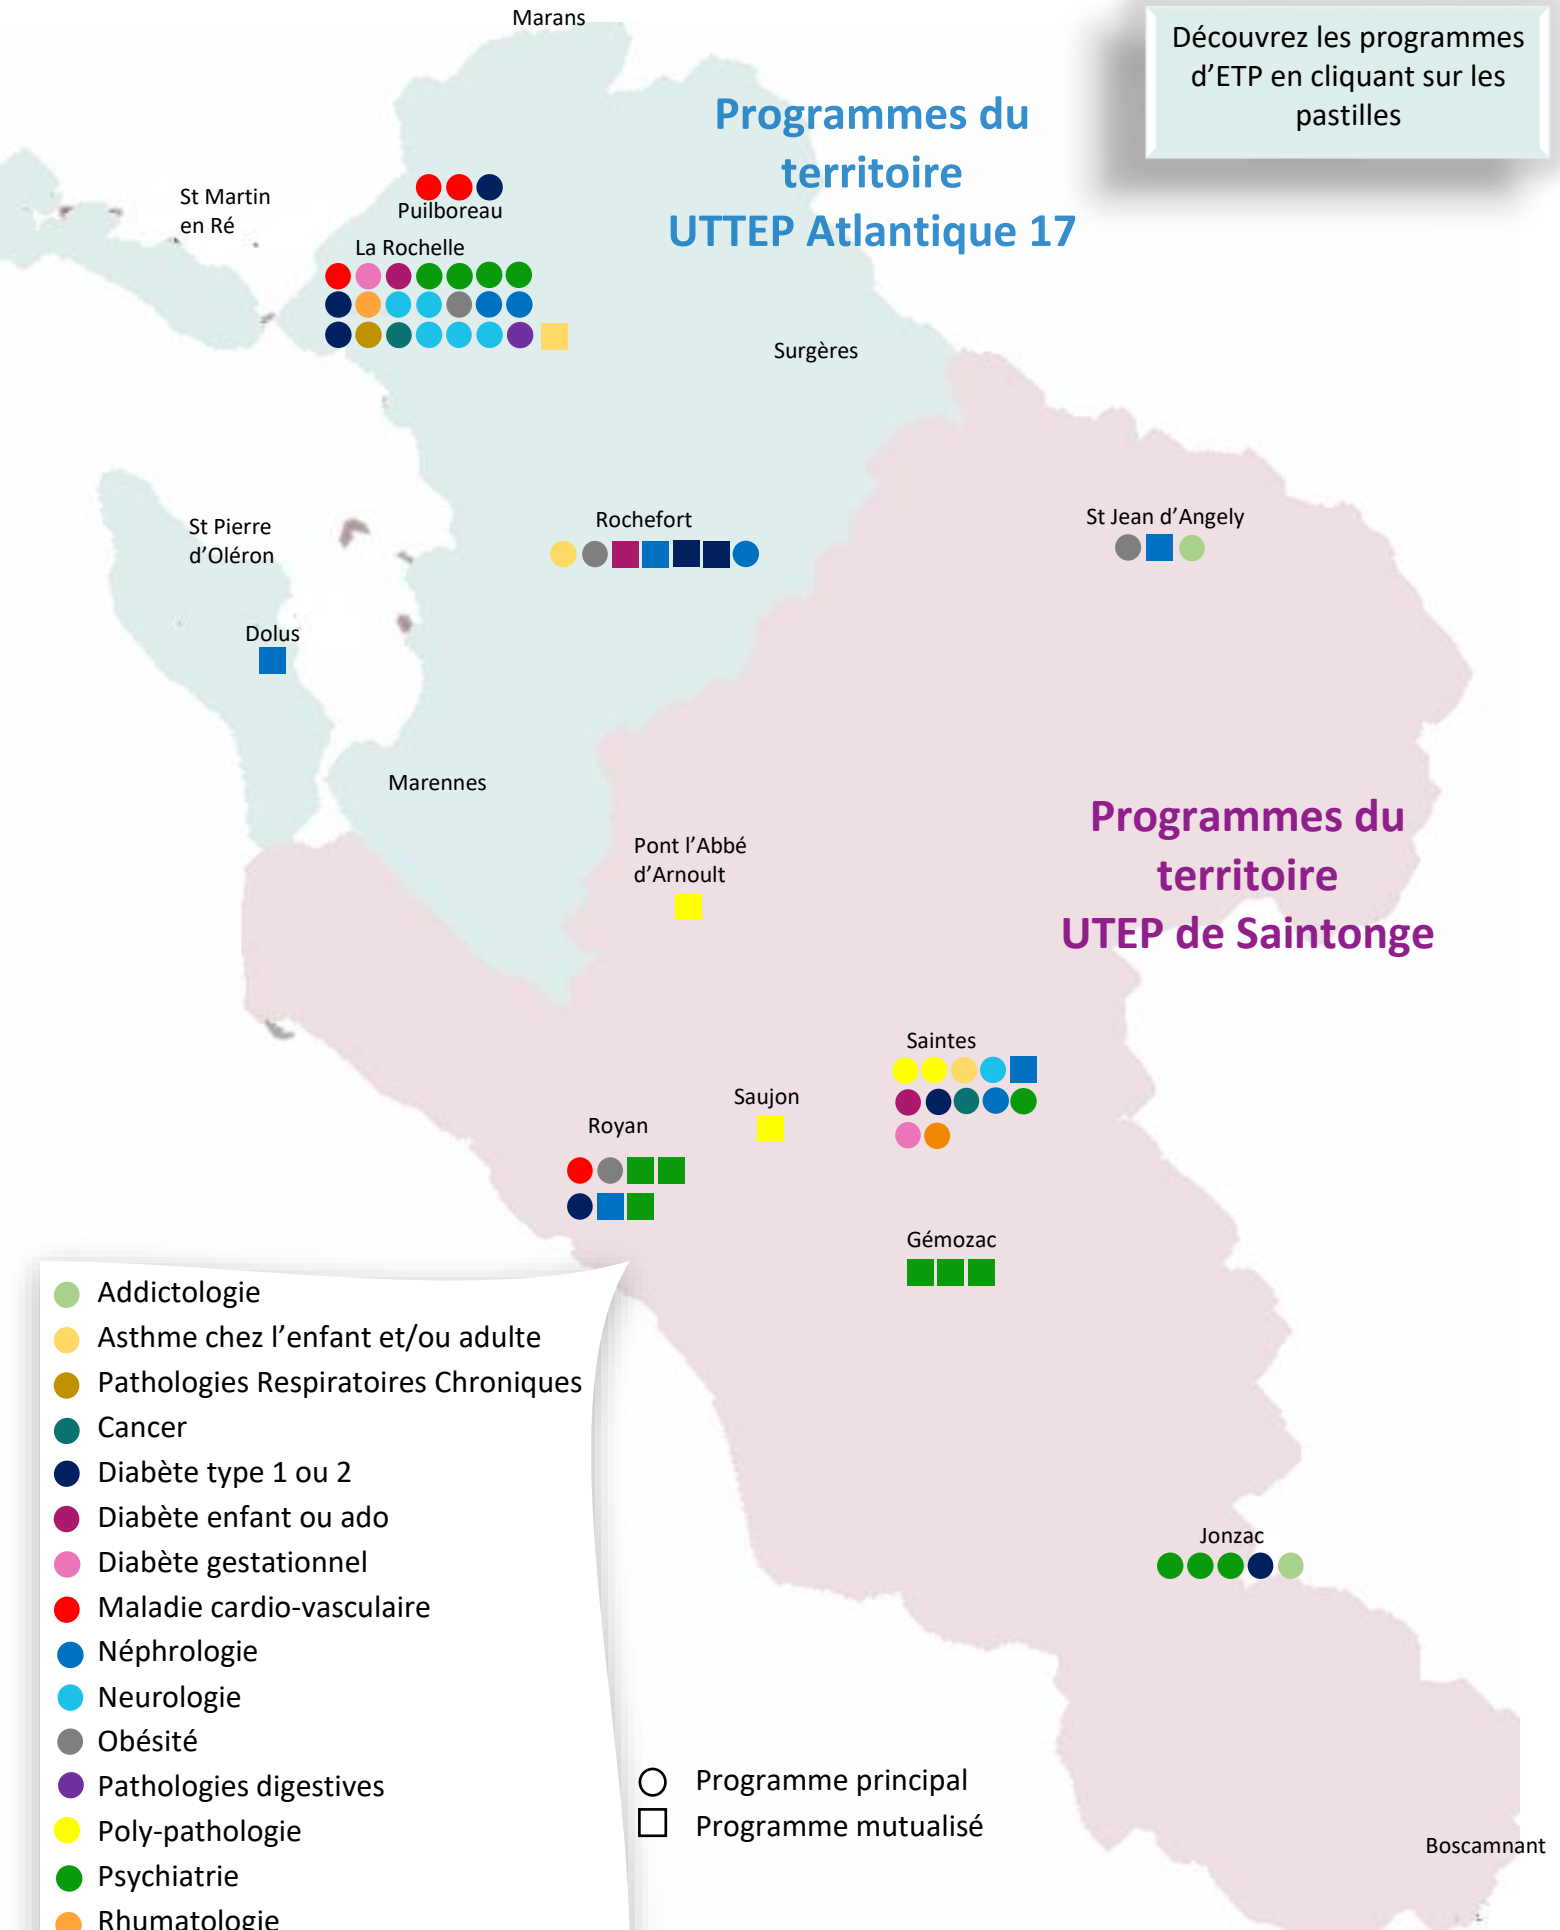 Marans
Découvrez les programmes
d’ETP en cliquant sur les
pastilles
Programmes du
territoire
UTTEP Atlantique 17
St Martin
en Ré
Puilboreau
La Rochelle
Surgères
Rochefort
St Jean d’Angely
St Pierre
d’Oléron
Dolus
Marennes
Pont l’Abbé
d’Arnoult
Programmes du
territoire
UTEP de Saintonge
Saintes
Saujon
Royan
Gémozac
Jonzac
Addictologie
Asthme chez l’enfant et/ou adulte
Pathologies Respiratoires Chroniques
Cancer
Diabète type 1 ou 2
Diabète enfant ou ado
Diabète gestationnel
Maladie cardio-vasculaire
Néphrologie
Neurologie
Obésité
Pathologies digestives
Poly-pathologie
Psychiatrie
Rhumatologie
Programme principal
Programme mutualisé
Boscamnant